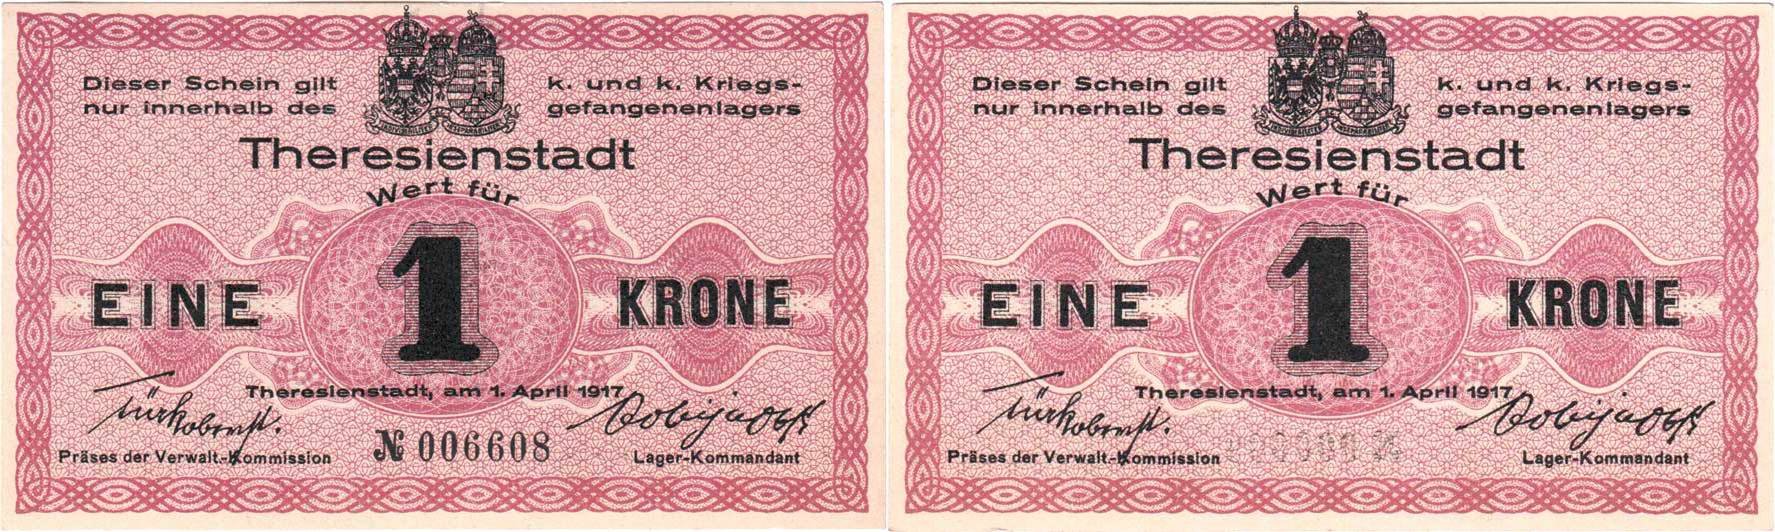 Dieser Schein gilt k. und k. Kriegs-
nur innerhalb des gefangenenlagers
Theresienstadt
Wert für
EINE 1 KRONE
Theresienstadt, am 1. April 1917
Präses der Verwalt.-Kommission № 006608 Lager-Kommandant
Dieser Schein gilt k. und k. Kriegs-
nur innerhalb des gefangenenlagers
Theresienstadt
Wert für
EINE 1 KRONE
Theresienstadt, am 1. April 1917
Präses der Verwalt.-Kommission Lager-Kommandant